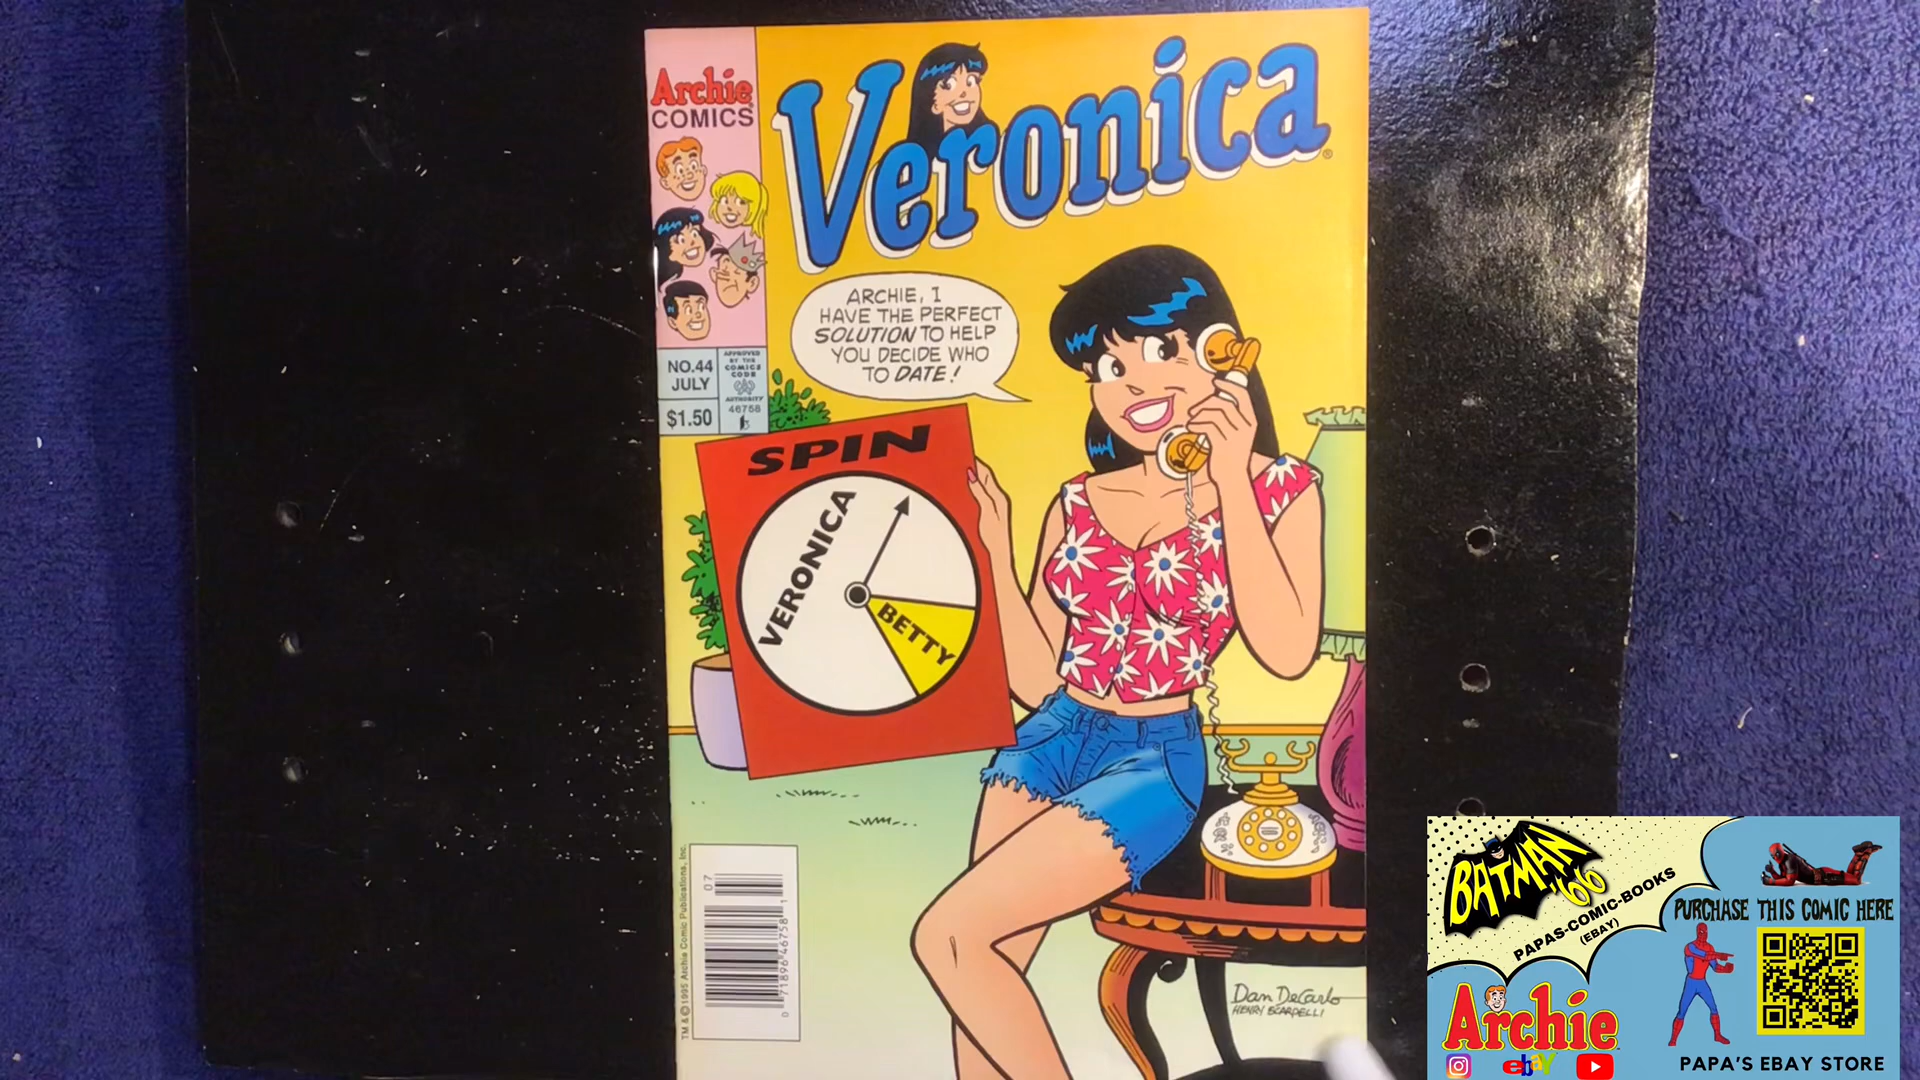 Archie
COMICS
Veronica
ARCHIE, I
HAVE THE PERFECT
SOLUTION TO HELP
YOU DECIDE WHO
TO DATE!
NO.44
JULY
$1.50
APPROVED
BY THE
COMICS
CODE
AUTHORITY
46758
SPIN
VERONICA
BETTY
TM & © 1995 Archie Comic Publications, Inc.
07
0 71896 46758 1
Dan DeCarlo
HENRY SCARPELLI
BATMAN
'66
PAPAS-COMIC-BOOKS
(EBAY)
PURCHASE THIS COMIC HERE
Archie
ebay
PAPA'S EBAY STORE